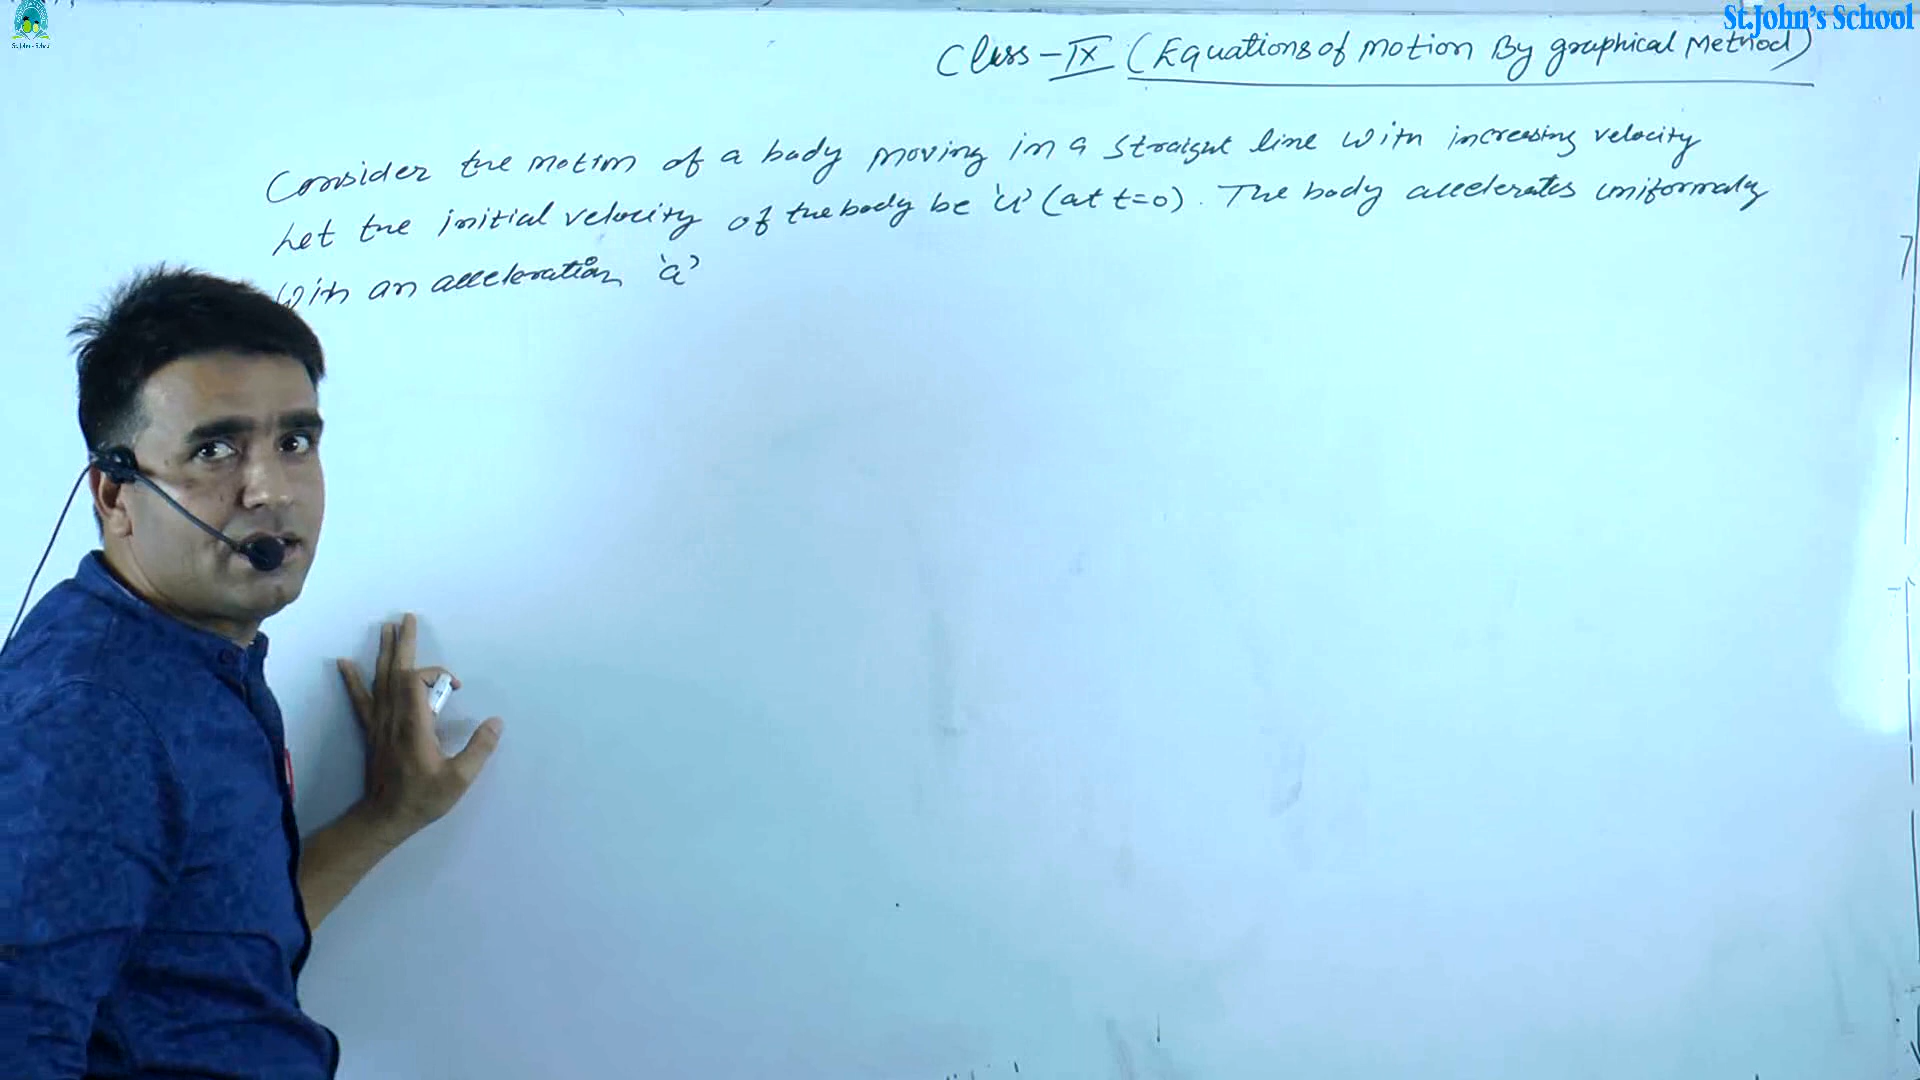 St.John's School
Class - IX (Equations of Motion By graphical Method)
Consider the motion of a body moving in a straight line with increasing velocity
Let the initial velocity of the body be 'u' (at t=0). The body accelerates uniformaly
with an acceleration 'a'